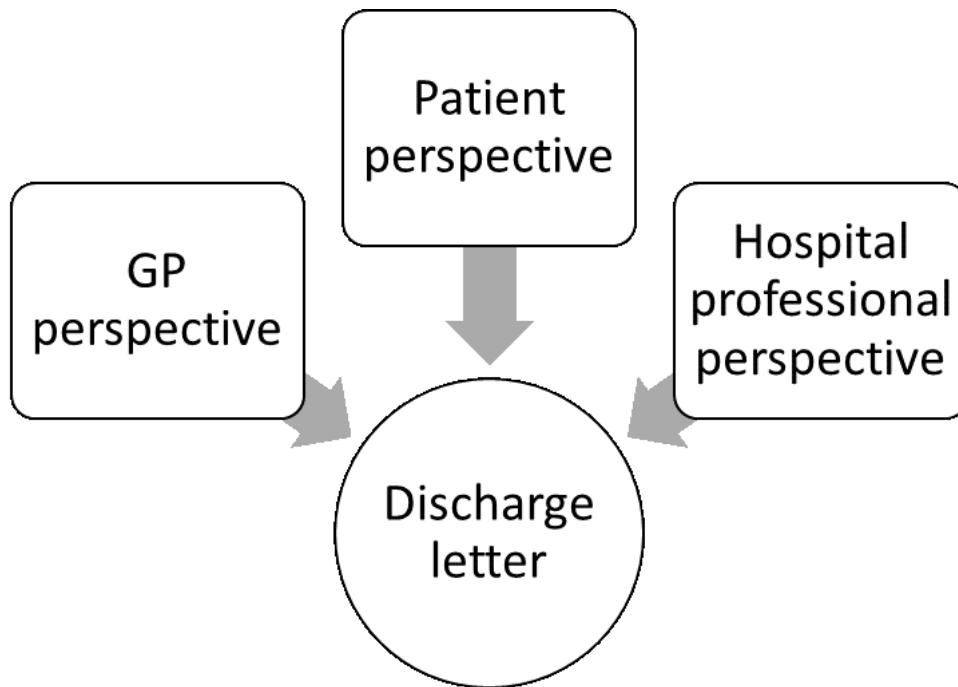 Patient
perspective
GP
perspective
Hospital
professional
perspective
Discharge
letter